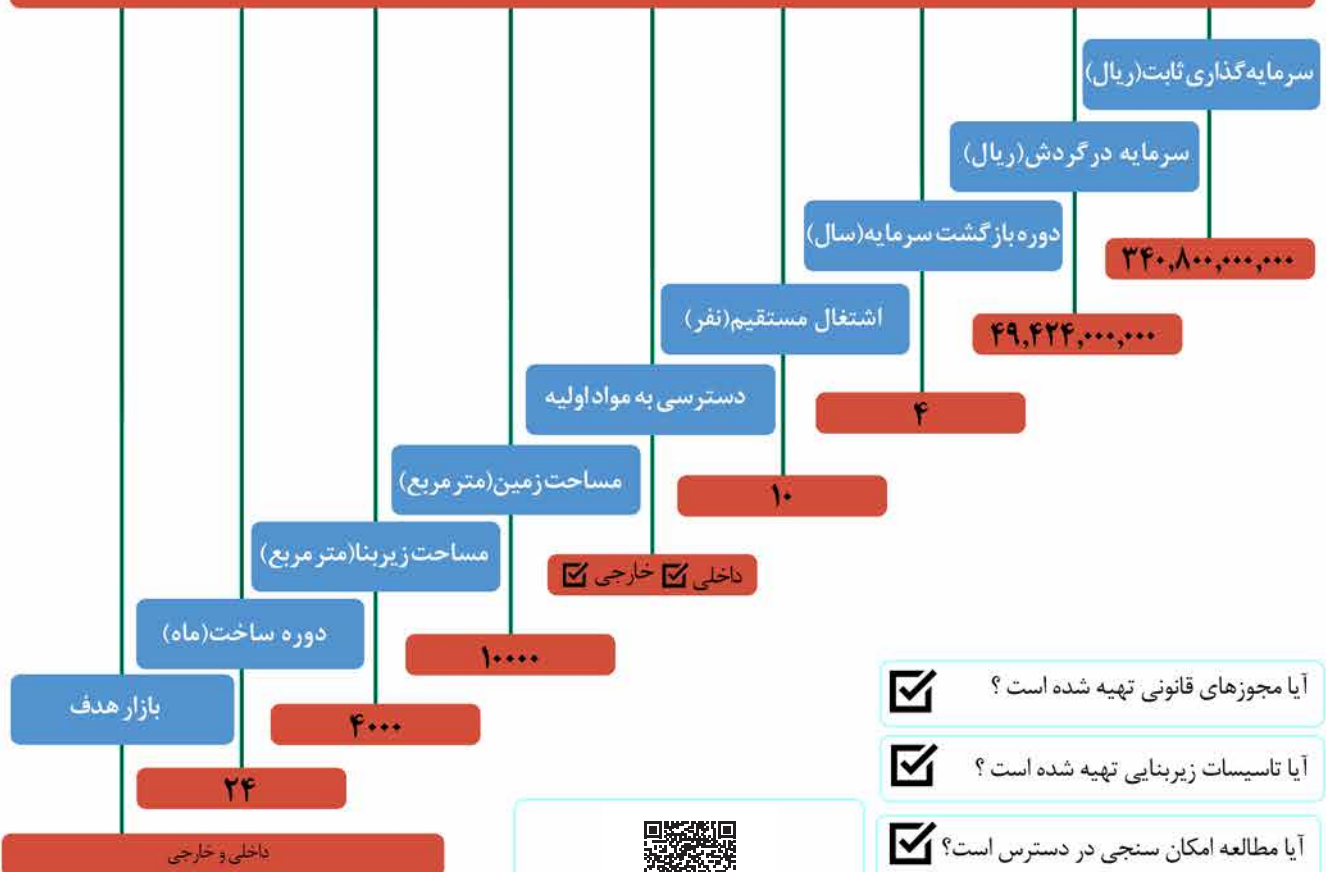 سرمایه‌گذاری ثابت(ریال)
۳۴۰,۸۰۰,۰۰۰,۰۰۰
سرمایه در گردش(ریال)
۴۹,۴۲۴,۰۰۰,۰۰۰
دوره بازگشت سرمایه(سال)
۴
اشتغال مستقیم(نفر)
۱۰
دسترسی به مواد اولیه
داخلی ☑ خارجی ☑
مساحت زمین(متر مربع)
۱۰۰۰۰
مساحت زیربنا(متر مربع)
۴۰۰۰
دوره ساخت(ماه)
۲۴
بازار هدف
داخلی و خارجی
آیا مجوزهای قانونی تهیه شده است ؟ ☑
آیا تاسیسات زیربنایی تهیه شده است ؟ ☑
آیا مطالعه امکان سنجی در دسترس است؟ ☑